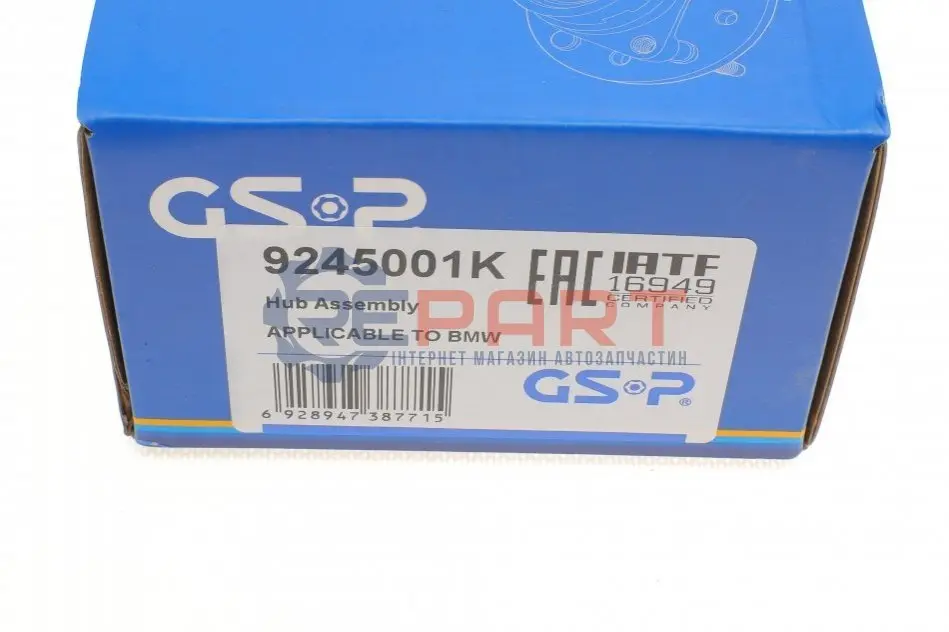 GSP
9245001K
EAC
IATF
16949
CERTIFIED
COMPANY
Hub Assembly
APPLICABLE TO BMW
PART
ІНТЕРНЕТ МАГАЗИН АВТОЗАПЧАСТИН
GSP®
6 928947 387715